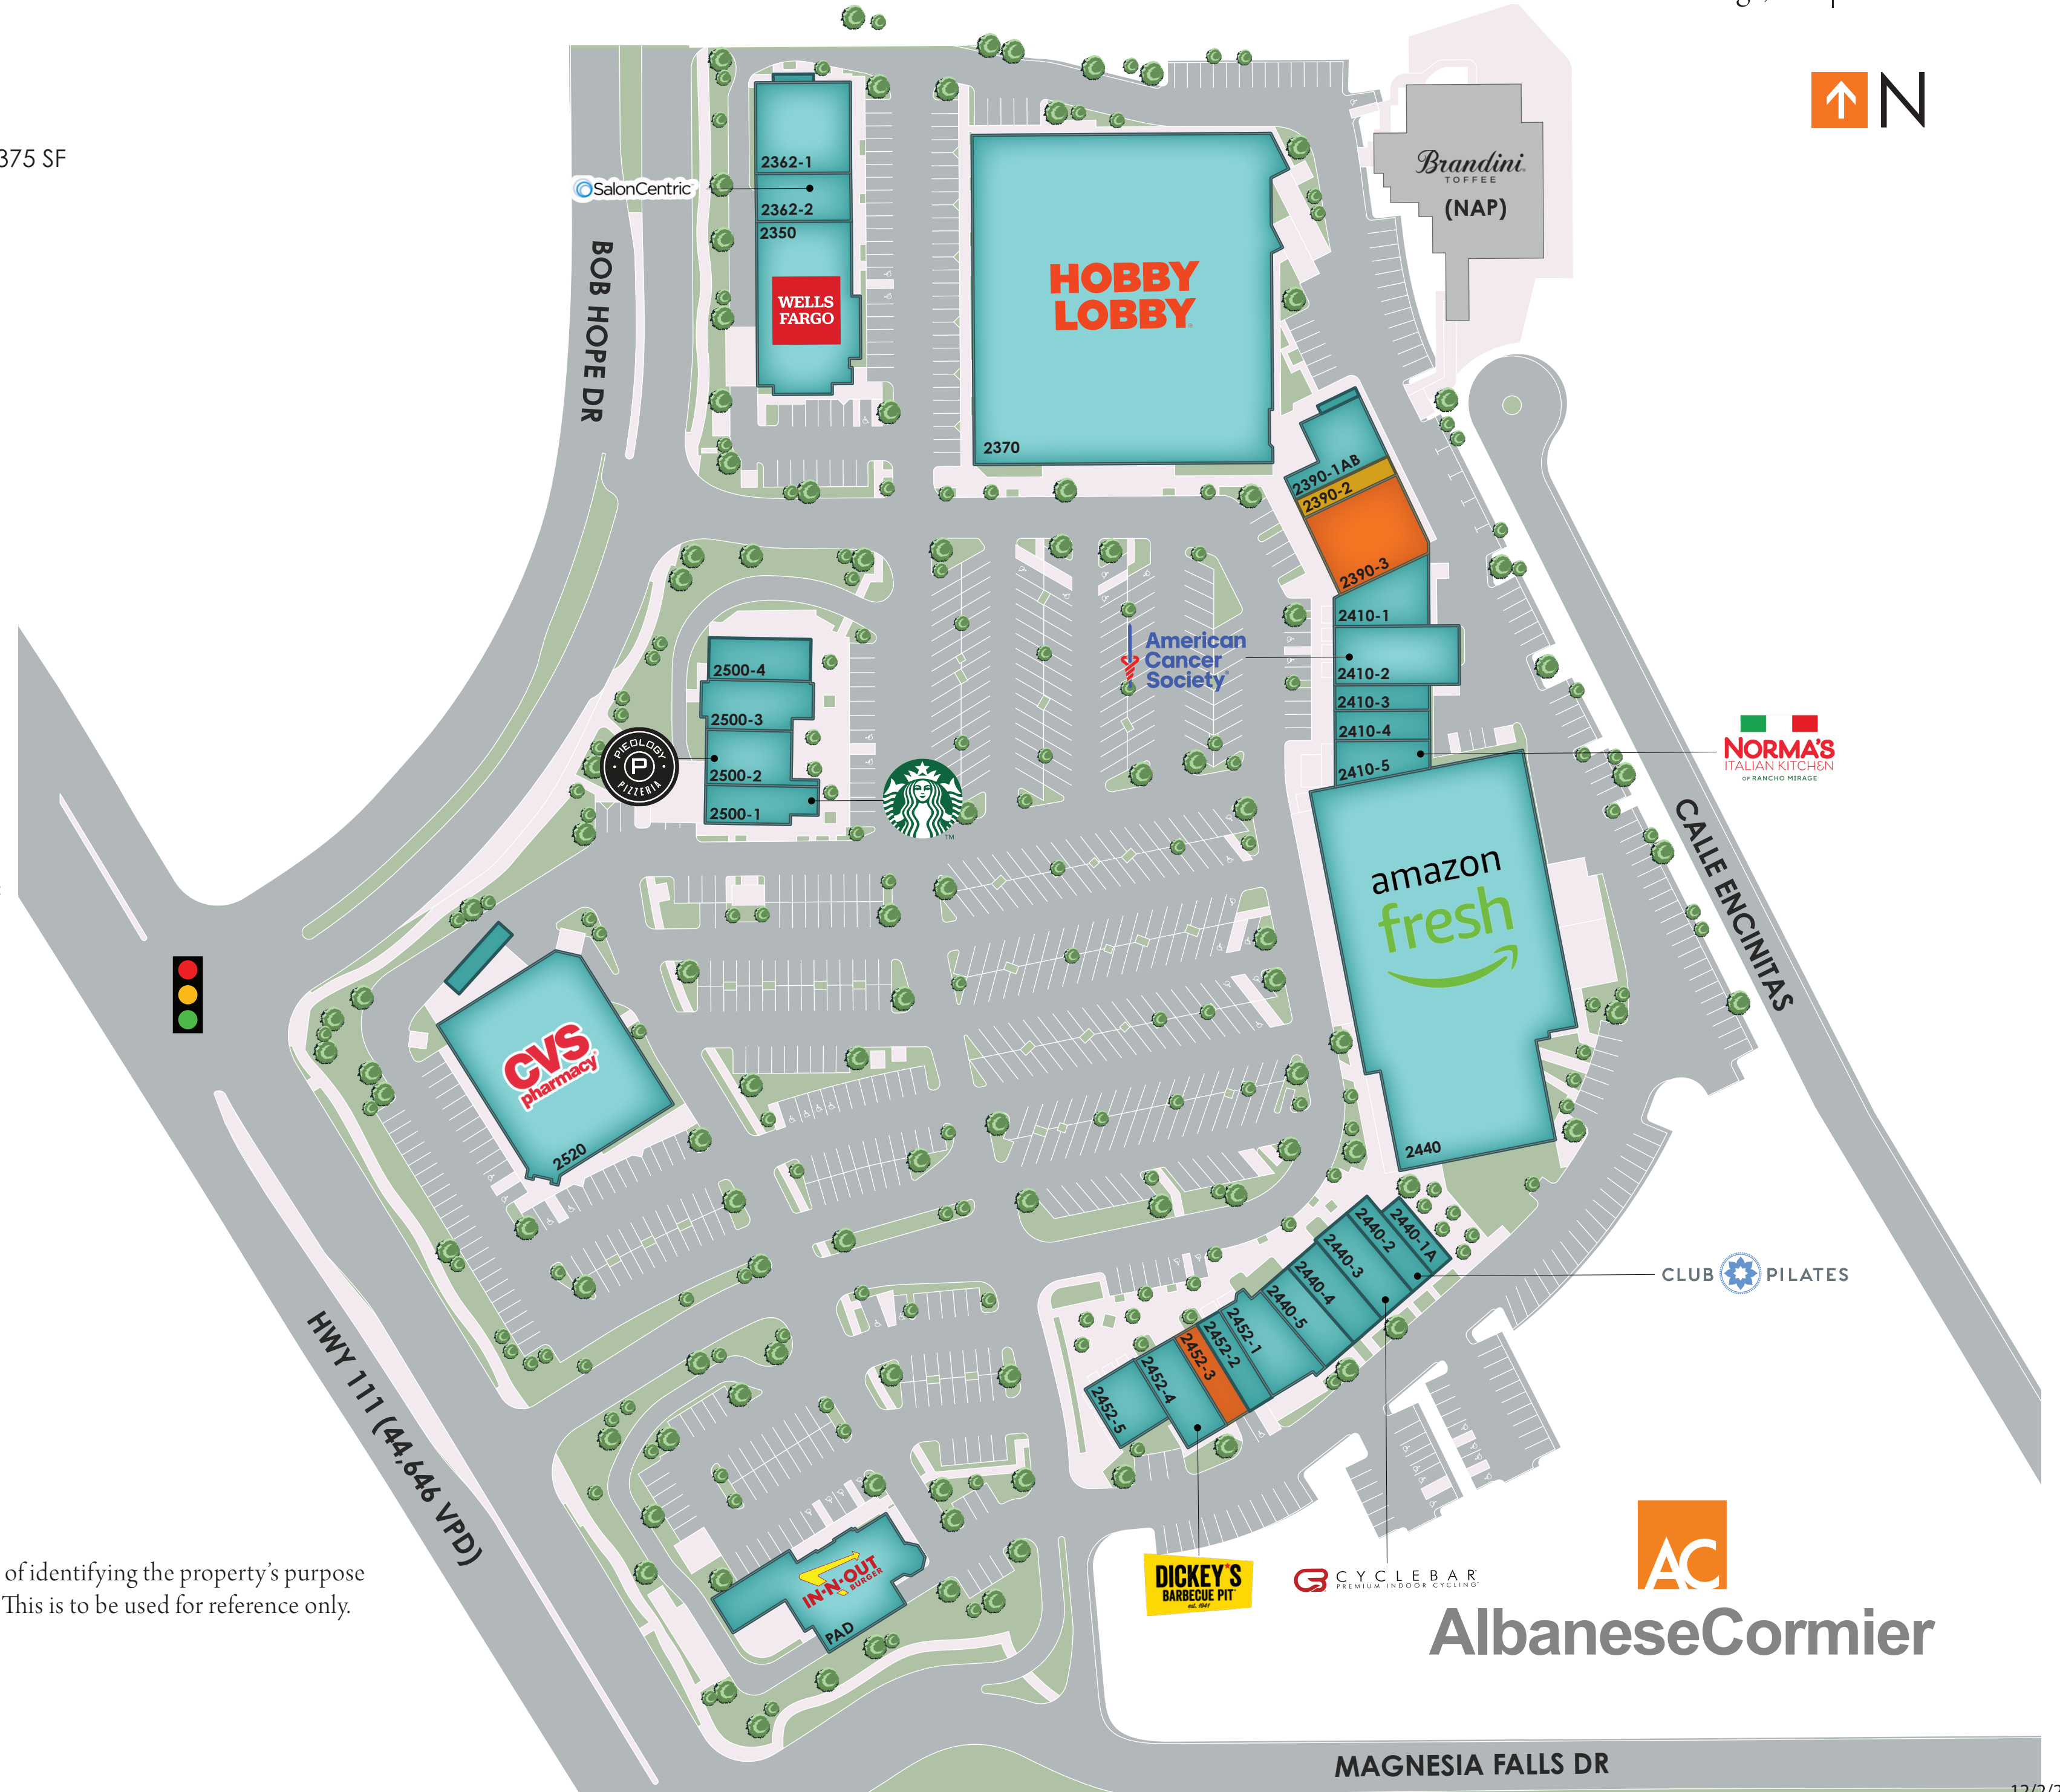 375 SF
N
2362-1
SalonCentric
2362-2
2350
WELLS
FARGO
HOBBY
LOBBY
2370
Brandini
TOFFEE
(NAP)
BOB HOPE DR
2390-1AB
2390-2
2390-3
2410-1
American
Cancer
Society
2410-2
2410-3
2410-4
2410-5
NORMA'S
ITALIAN KITCHEN
OF RANCHO MIRAGE
2500-4
2500-3
PIEOLOGY
P
PIZZERIA
2500-2
2500-1
TM
CALLE ENCINITAS
amazon
fresh
2440
CVS
pharmacy
2520
2440-1A
2440-2
2440-3
2440-4
2440-5
2452-1
2452-2
2452-3
2452-4
2452-5
CLUB PILATES
HWY 111 (44,646 VPD)
IN-N-OUT
BURGER
PAD
DICKEY'S
BARBECUE PIT
est. 1941
CYCLEBAR
PREMIUM INDOOR CYCLING
AC
AlbaneseCormier
of identifying the property's purpose
This is to be used for reference only.
MAGNESIA FALLS DR